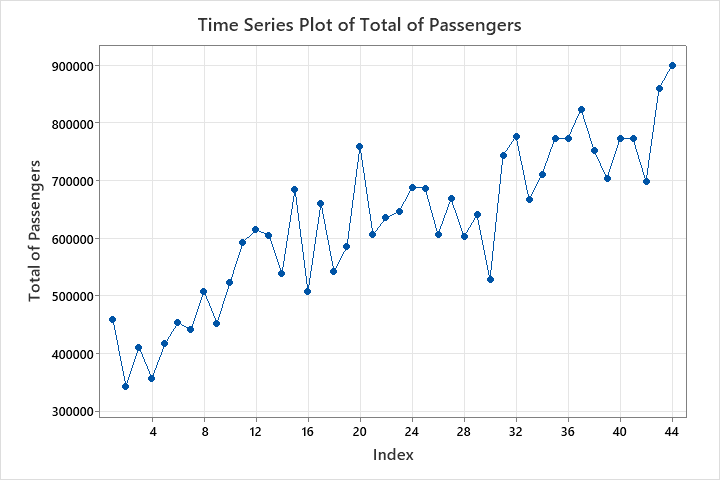 Time Series Plot of Total of Passengers
Total of Passengers
900000
800000
700000
600000
500000
400000
300000
4 8 12 16 20 24 28 32 36 40 44
Index